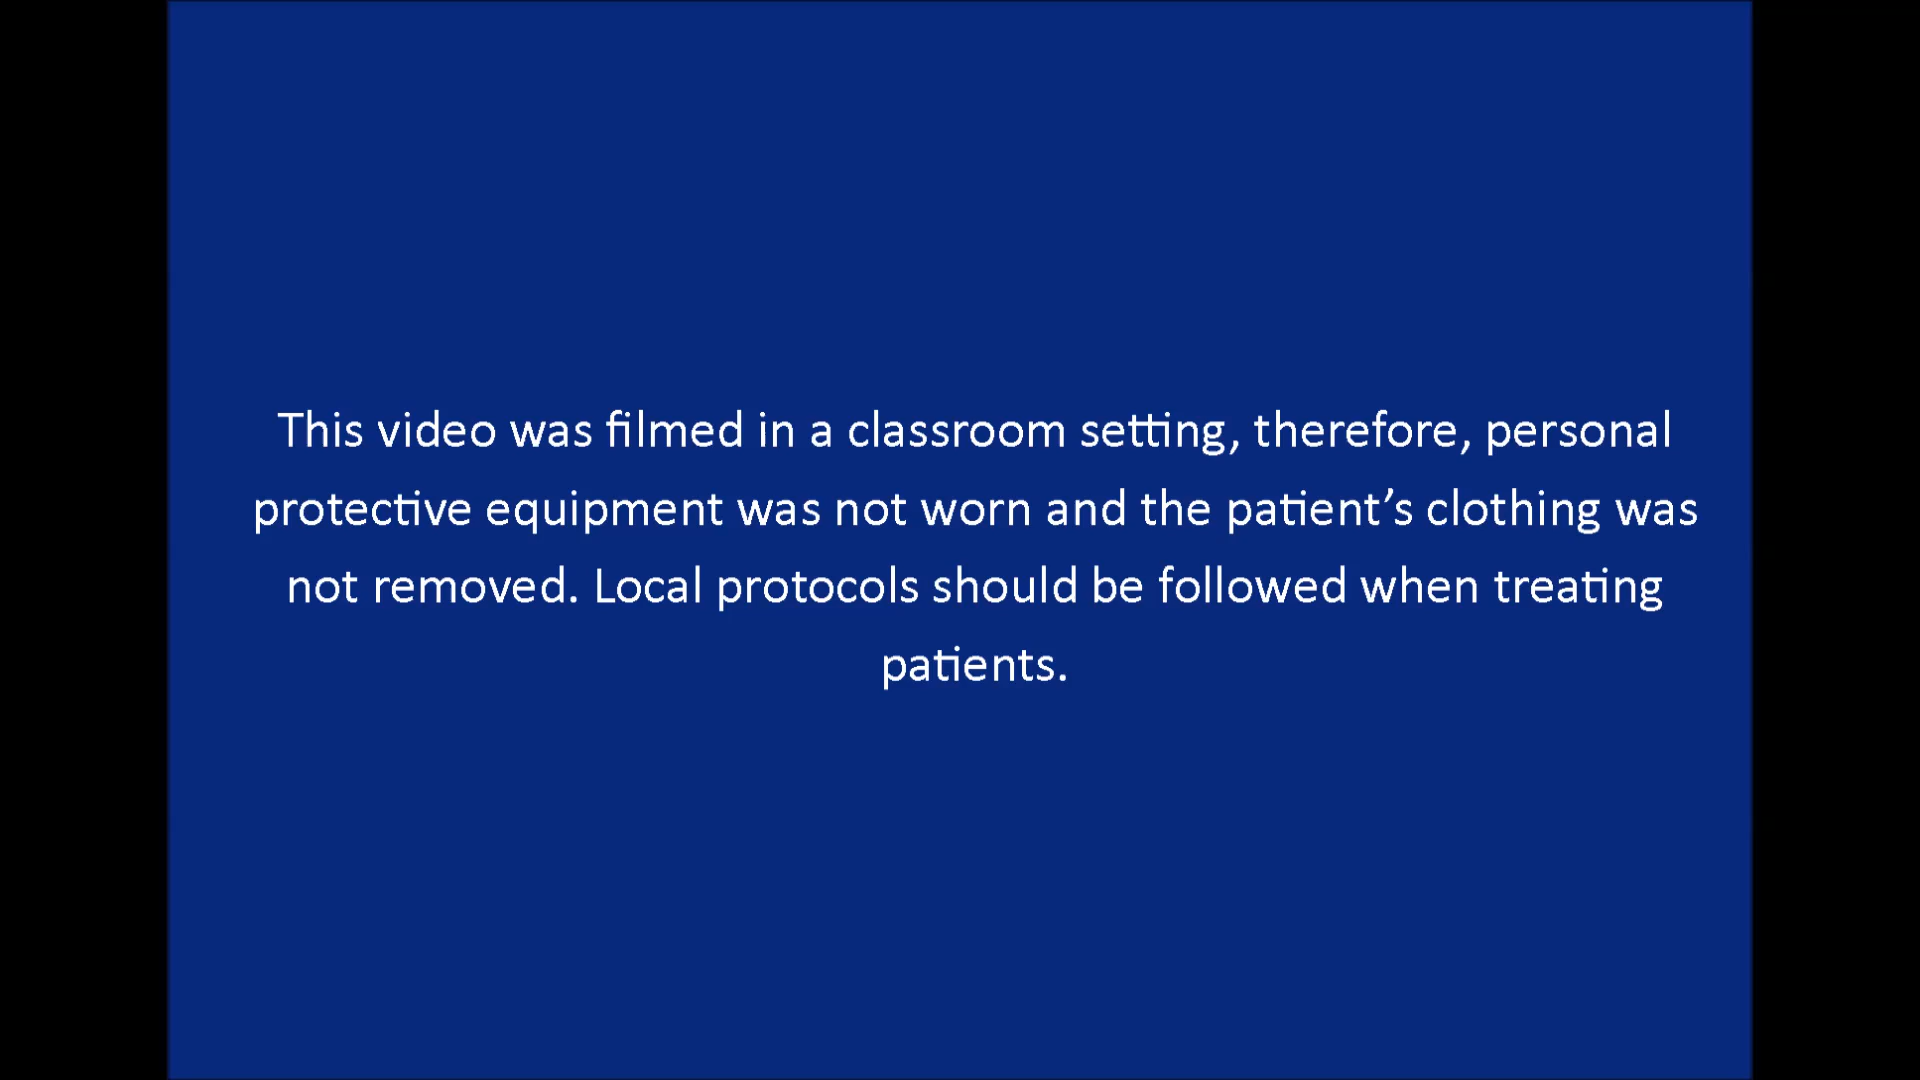 This video was filmed in a classroom setting, therefore, personal
protective equipment was not worn and the patient’s clothing was
not removed. Local protocols should be followed when treating
patients.